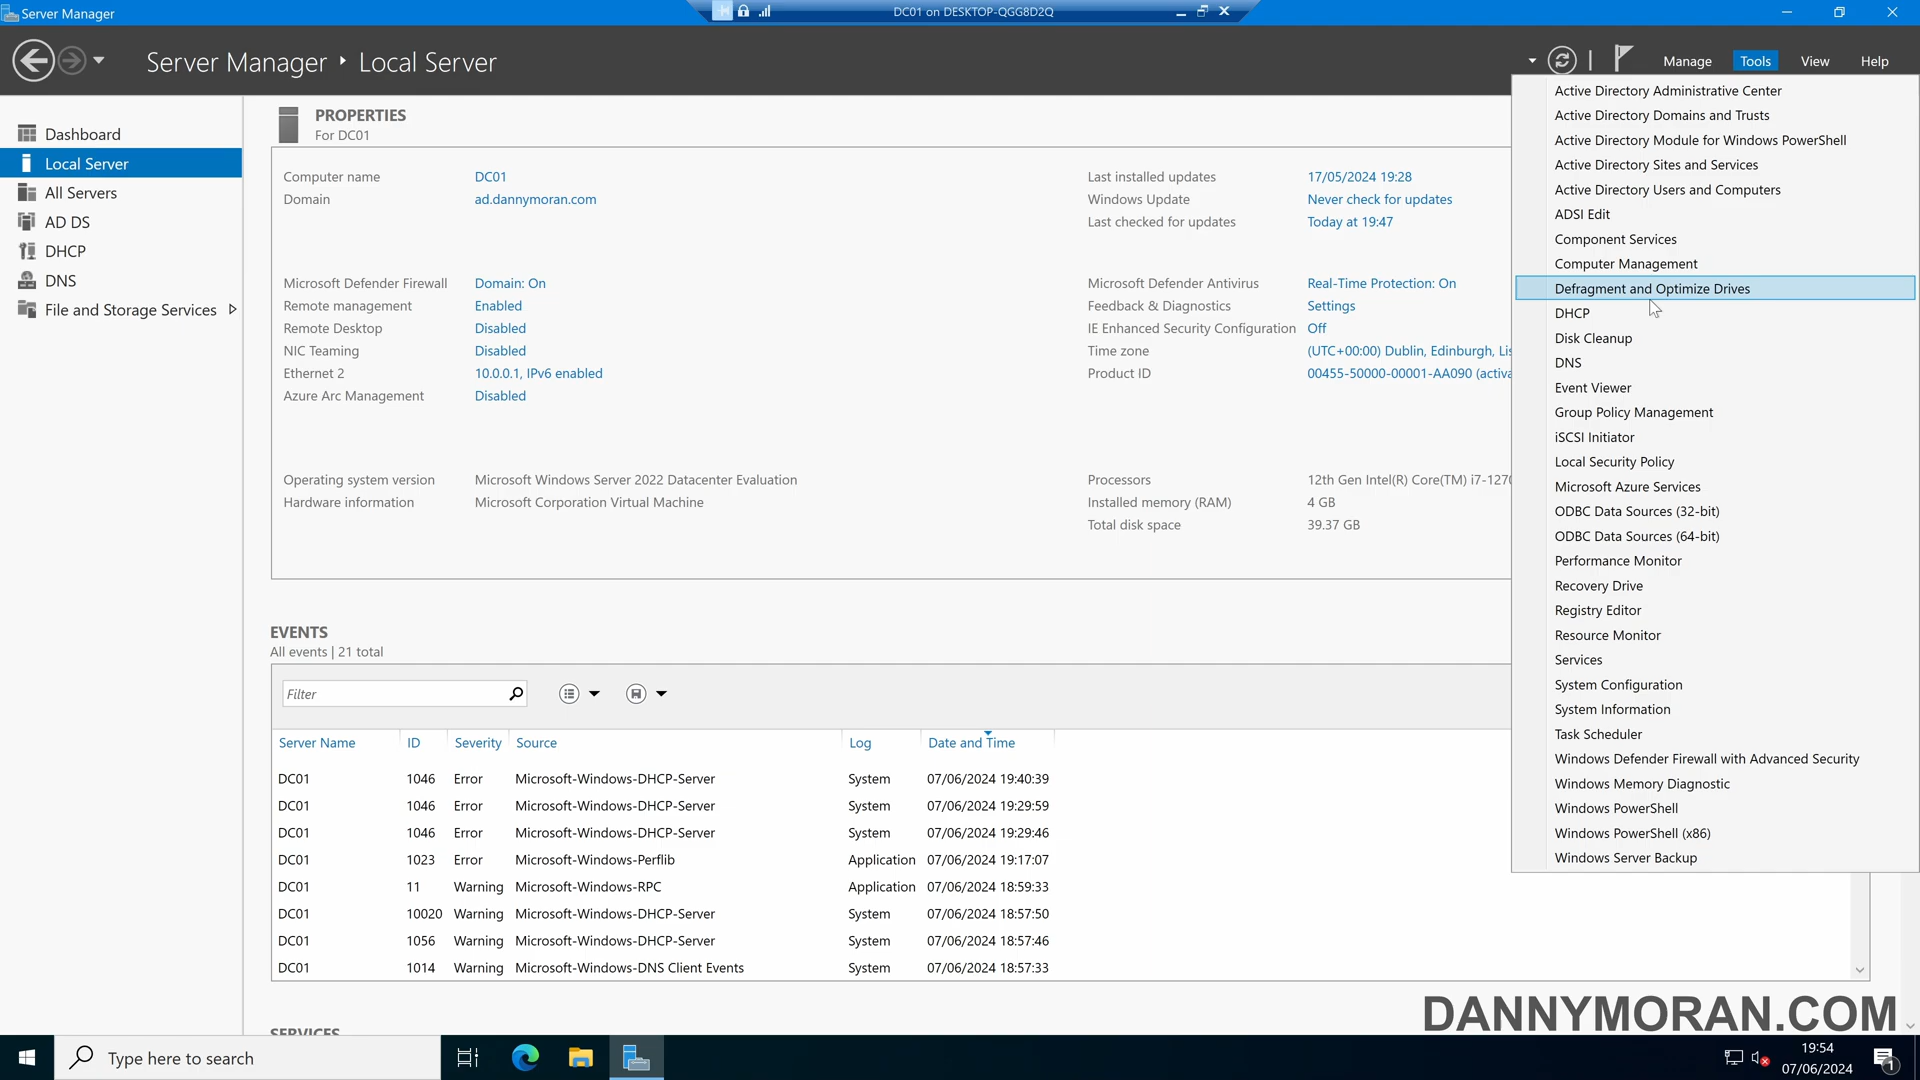 Server Manager
DC01 on DESKTOP-QGG8D2Q
Server Manager ‣ Local Server
Manage Tools View Help
Dashboard
Local Server
All Servers
AD DS
DHCP
DNS
File and Storage Services
PROPERTIES
For DC01
Computer name DC01
Domain ad.dannymoran.com
Last installed updates 17/05/2024 19:28
Windows Update Never check for updates
Last checked for updates Today at 19:47
Microsoft Defender Firewall Domain: On
Remote management Enabled
Remote Desktop Disabled
NIC Teaming Disabled
Ethernet 2 10.0.0.1, IPv6 enabled
Azure Arc Management Disabled
Microsoft Defender Antivirus Real-Time Protection: On
Feedback & Diagnostics Settings
IE Enhanced Security Configuration Off
Time zone (UTC+00:00) Dublin, Edinburgh, Lis
Product ID 00455-50000-00001-AA090 (activa
Operating system version Microsoft Windows Server 2022 Datacenter Evaluation
Hardware information Microsoft Corporation Virtual Machine
Processors 12th Gen Intel(R) Core(TM) i7-1270
Installed memory (RAM) 4 GB
Total disk space 39.37 GB
EVENTS
All events | 21 total
Filter
Server Name ID Severity Source Log Date and Time
DC01 1046 Error Microsoft-Windows-DHCP-Server System 07/06/2024 19:40:39
DC01 1046 Error Microsoft-Windows-DHCP-Server System 07/06/2024 19:29:59
DC01 1046 Error Microsoft-Windows-DHCP-Server System 07/06/2024 19:29:46
DC01 1023 Error Microsoft-Windows-Perflib Application 07/06/2024 19:17:07
DC01 11 Warning Microsoft-Windows-RPC Application 07/06/2024 18:59:33
DC01 10020 Warning Microsoft-Windows-DHCP-Server System 07/06/2024 18:57:50
DC01 1056 Warning Microsoft-Windows-DHCP-Server System 07/06/2024 18:57:46
DC01 1014 Warning Microsoft-Windows-DNS Client Events System 07/06/2024 18:57:33
SERVICES
Active Directory Administrative Center
Active Directory Domains and Trusts
Active Directory Module for Windows PowerShell
Active Directory Sites and Services
Active Directory Users and Computers
ADSI Edit
Component Services
Computer Management
Defragment and Optimize Drives
DHCP
Disk Cleanup
DNS
Event Viewer
Group Policy Management
iSCSI Initiator
Local Security Policy
Microsoft Azure Services
ODBC Data Sources (32-bit)
ODBC Data Sources (64-bit)
Performance Monitor
Recovery Drive
Registry Editor
Resource Monitor
Services
System Configuration
System Information
Task Scheduler
Windows Defender Firewall with Advanced Security
Windows Memory Diagnostic
Windows PowerShell
Windows PowerShell (x86)
Windows Server Backup
DANNYMORAN.COM
Type here to search
19:54
07/06/2024
1